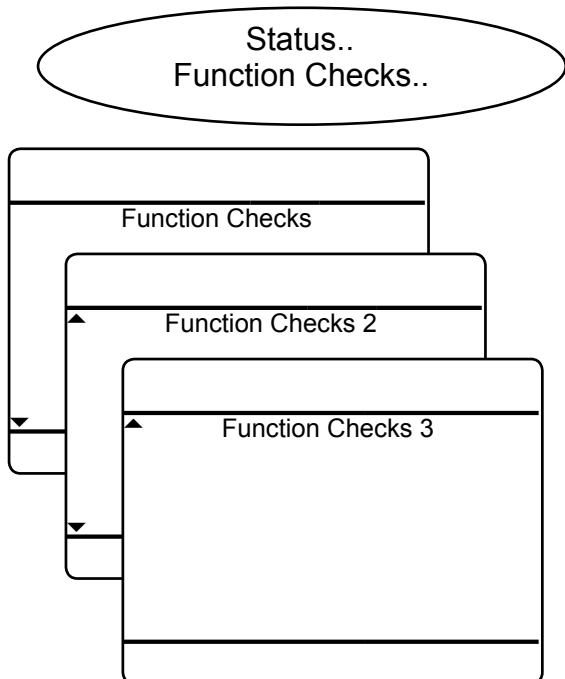 Status..
Function Checks..
Function Checks
Function Checks 2
Function Checks 3